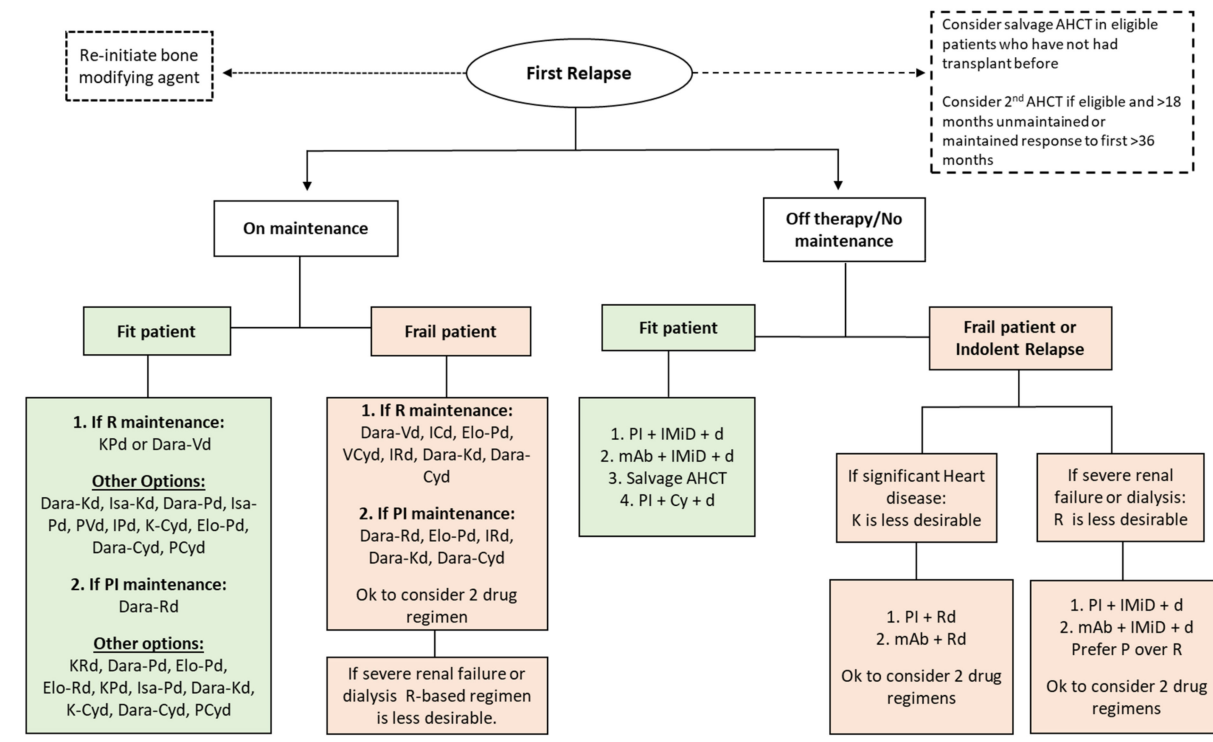 Re-initiate bone
modifying agent
First Relapse
Consider salvage AHCT in eligible
patients who have not had
transplant before
Consider 2nd AHCT if eligible and >18
months unmaintained or
maintained response to first >36
months
On maintenance
Off therapy/No
maintenance
Fit patient
Frail patient
Fit patient
Frail patient or
Indolent Relapse
1. If R maintenance:
KPd or Dara-Vd
Other Options:
Dara-Kd, Isa-Kd, Dara-Pd, Isa-
Pd, PVd, IPd, K-Cyd, Elo-Pd,
Dara-Cyd, PCyd
2. If PI maintenance:
Dara-Rd
Other options:
KRd, Dara-Pd, Elo-Pd,
Elo-Rd, KPd, Isa-Pd, Dara-Kd,
K-Cyd, Dara-Cyd, PCyd
1. If R maintenance:
Dara-Vd, ICd, Elo-Pd,
VCyd, IRd, Dara-Kd, Dara-
Cyd
2. If PI maintenance:
Dara-Rd, Elo-Pd, IRd,
Dara-Kd, Dara-Cyd
Ok to consider 2 drug
regimen
If severe renal failure or
dialysis R-based regimen
is less desirable.
1. PI + IMiD + d
2. mAb + IMiD + d
3. Salvage AHCT
4. PI + Cy + d
If significant Heart
disease:
K is less desirable
If severe renal
failure or dialysis:
R is less desirable
1. PI + Rd
2. mAb + Rd
Ok to consider 2 drug
regimens
1. PI + IMiD + d
2. mAb + IMiD + d
Prefer P over R
Ok to consider 2 drug
regimens